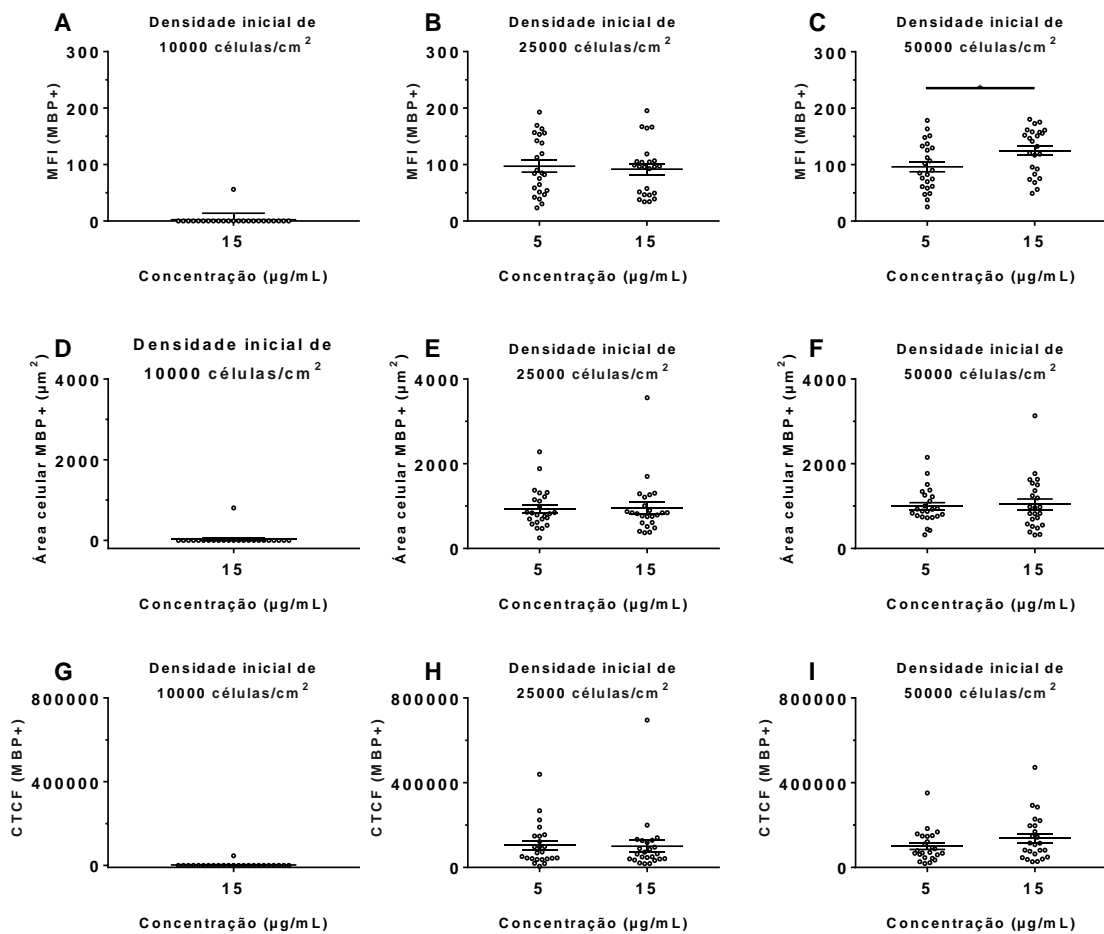 A
Densidade inicial de
10000 células/cm²
300
200
100
0
MFI (MBP+)
15
Concentração (µg/mL)
B
Densidade inicial de
25000 células/cm²
300
200
100
0
MFI (MBP+)
5 15
Concentração (µg/mL)
C
Densidade inicial de
50000 células/cm²
300
200
100
0
MFI (MBP+)
*
5 15
Concentração (µg/mL)
D
Densidade inicial de
10000 células/cm²
4000
2000
0
Área celular MBP+ (µm²)
15
Concentração (µg/mL)
E
Densidade inicial de
25000 células/cm²
4000
2000
0
Área celular MBP+ (µm²)
5 15
Concentração (µg/mL)
F
Densidade inicial de
50000 células/cm²
4000
2000
0
Área celular MBP+ (µm²)
5 15
Concentração (µg/mL)
G
Densidade inicial de
10000 células/cm²
800000
400000
0
CTCF (MBP+)
15
Concentração (µg/mL)
H
Densidade inicial de
25000 células/cm²
800000
400000
0
CTCF (MBP+)
5 15
Concentração (µg/mL)
I
Densidade inicial de
50000 células/cm²
800000
400000
0
CTCF (MBP+)
5 15
Concentração (µg/mL)